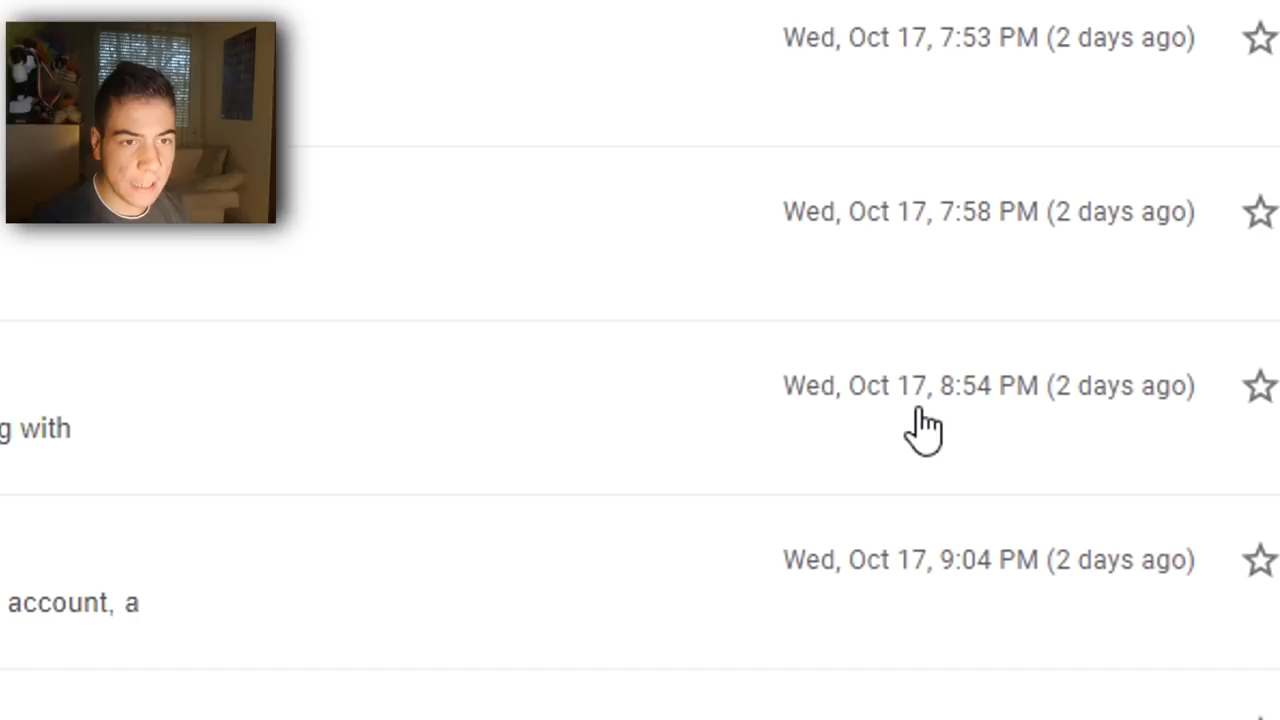 Wed, Oct 17, 7:53 PM (2 days ago)
Wed, Oct 17, 7:58 PM (2 days ago)
Wed, Oct 17, 8:54 PM (2 days ago)
g with
Wed, Oct 17, 9:04 PM (2 days ago)
account, a